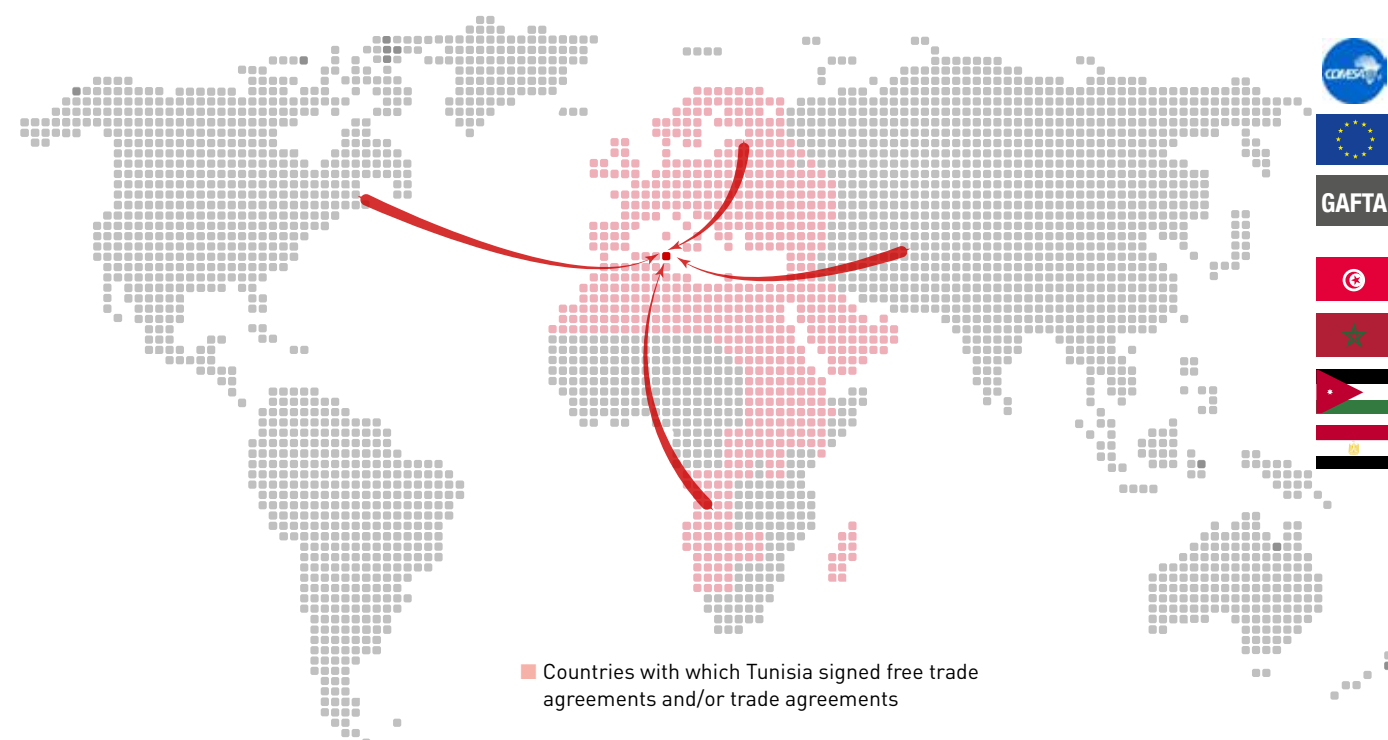 COMESA
GAFTA
Countries with which Tunisia signed free trade
agreements and/or trade agreements